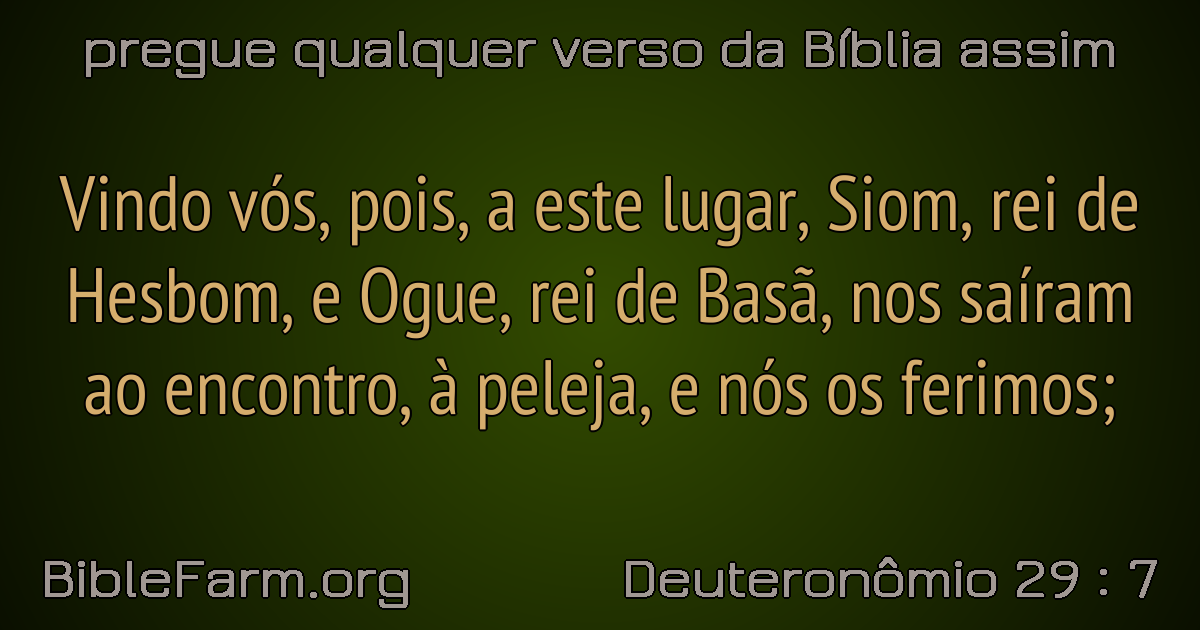 pregue qualquer verso da Bíblia assim
Vindo vós, pois, a este lugar, Siom, rei de
Hesbom, e Ogue, rei de Basã, nos saíram
ao encontro, à peleja, e nós os ferimos;
BibleFarm.org
Deuteronômio 29 : 7